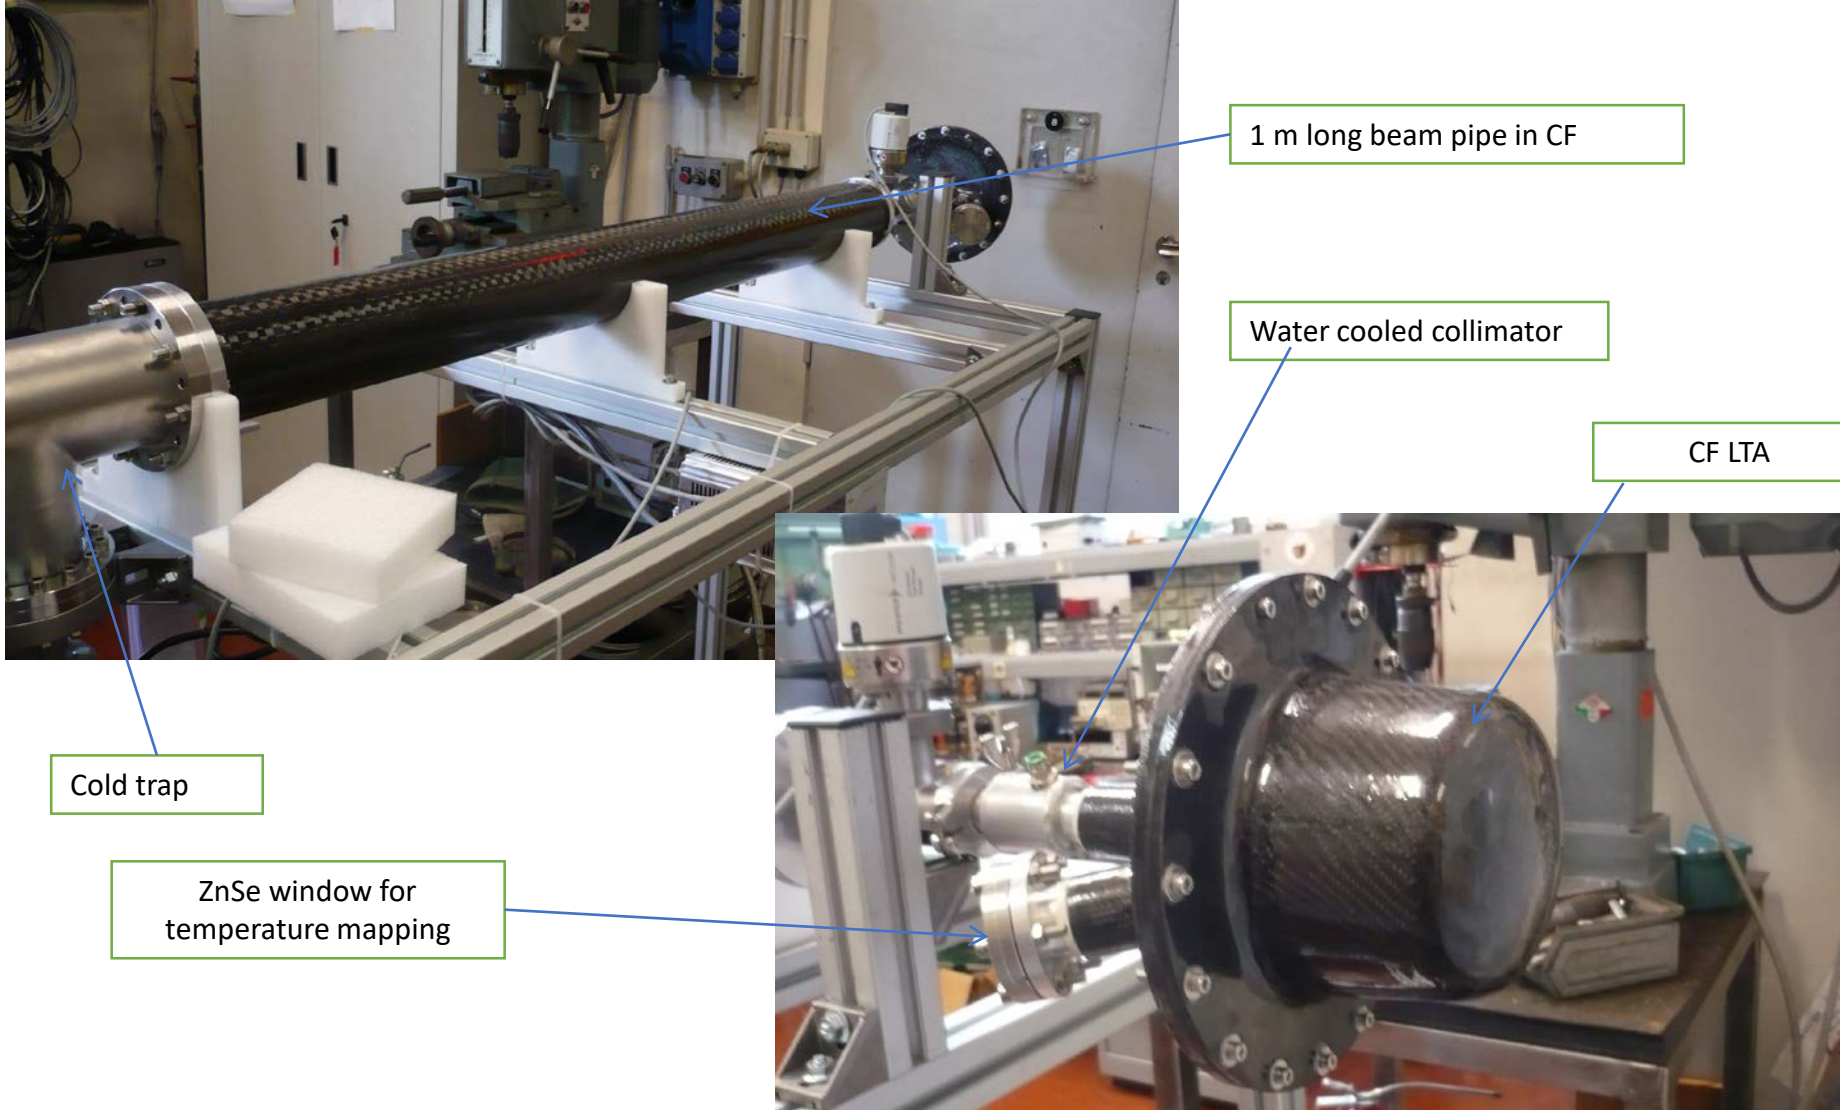 1 m long beam pipe in CF
Water cooled collimator
CF LTA
Cold trap
ZnSe window for
temperature mapping